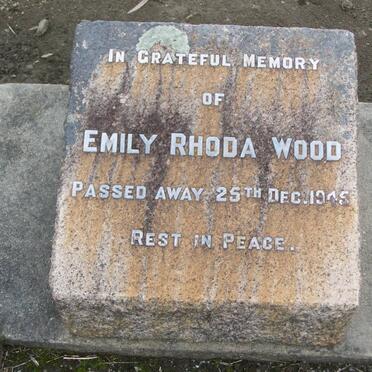 In Grateful Memory
of
Emily Rhoda Wood
Passed away 25th Dec. 1945
Rest in Peace.